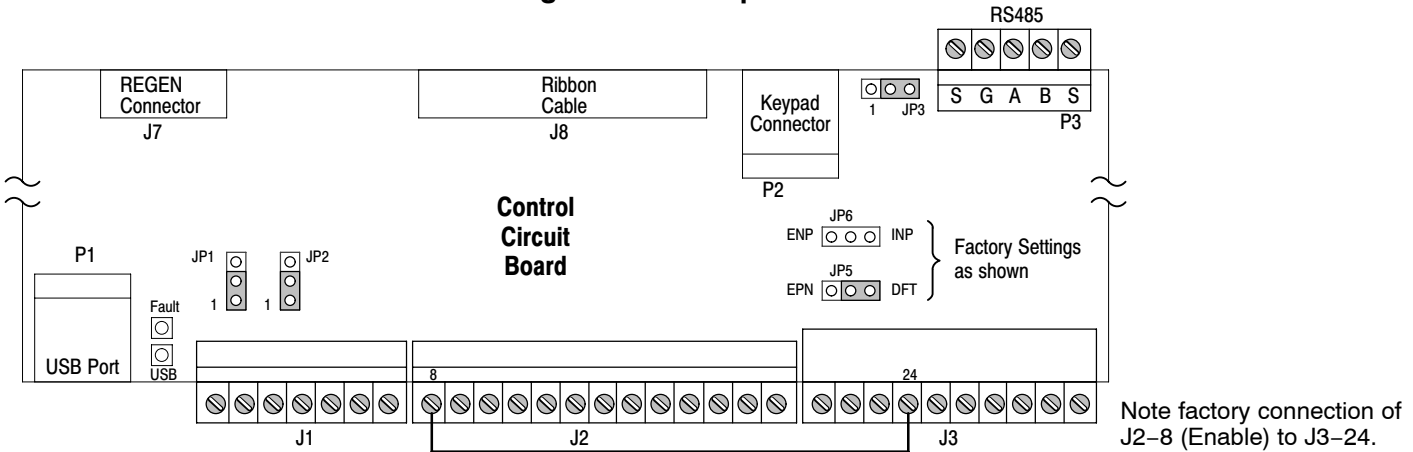 RS485
REGEN
Connector
J7
Ribbon
Cable
J8
Keypad
Connector
P2
1 JP3
S G A B S
P3
Control
Circuit
Board
JP6
ENP INP
JP5
EPN DFT
Factory Settings
as shown
P1
JP1 JP2
1 1
Fault
USB
USB Port
8
24
J1
J2
J3
Note factory connection of
J2–8 (Enable) to J3–24.